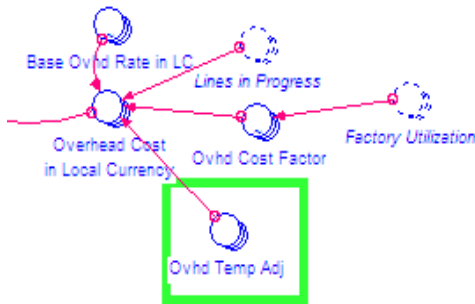 Base Ovhd Rate in LC
Lines in Progress
Overhead Cost
in Local Currency
Ovhd Cost Factor
Factory Utilization
Ovhd Temp Adj